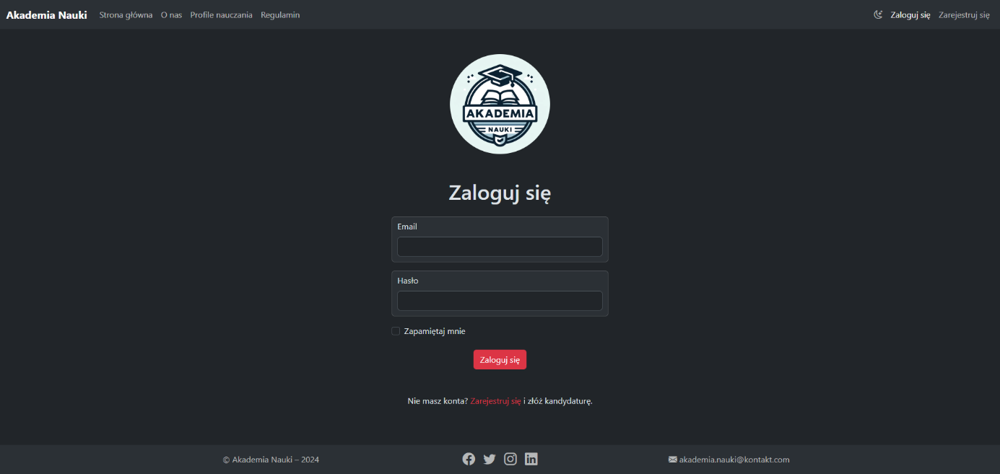 Akademia Nauki Strona główna O nas Profile nauczania Regulamin Zaloguj się Zarejestruj się
AKADEMIA
NAUKI
Zaloguj się
Email
Hasło
Zapamiętaj mnie
Zaloguj się
Nie masz konta? Zarejestruj się i złóż kandydaturę.
© Akademia Nauki – 2024 akademia.nauki@kontakt.com